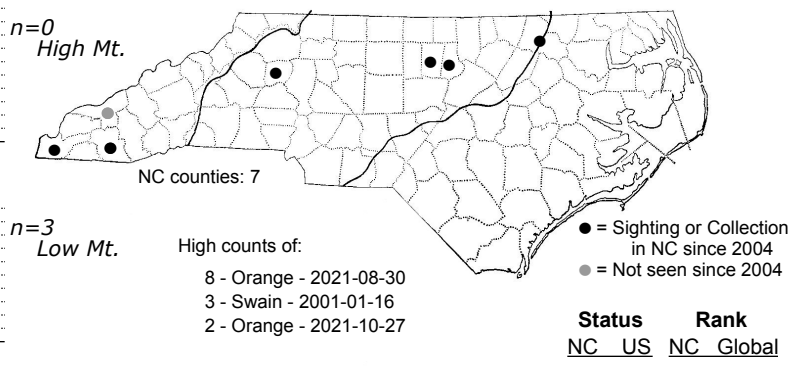 n=0
High Mt.
NC counties: 7
n=3
Low Mt.
High counts of:
8 - Orange - 2021-08-30
3 - Swain - 2001-01-16
2 - Orange - 2021-10-27
● = Sighting or Collection
in NC since 2004
● = Not seen since 2004
Status Rank
NC US NC Global